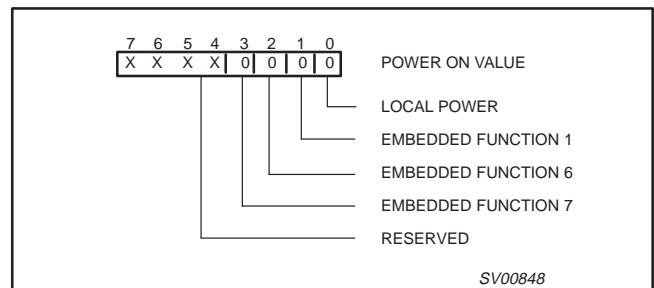 7 6 5 4 3 2 1 0
X X X X 0 0 0 0 POWER ON VALUE
LOCAL POWER
EMBEDDED FUNCTION 1
EMBEDDED FUNCTION 6
EMBEDDED FUNCTION 7
RESERVED
SV00848